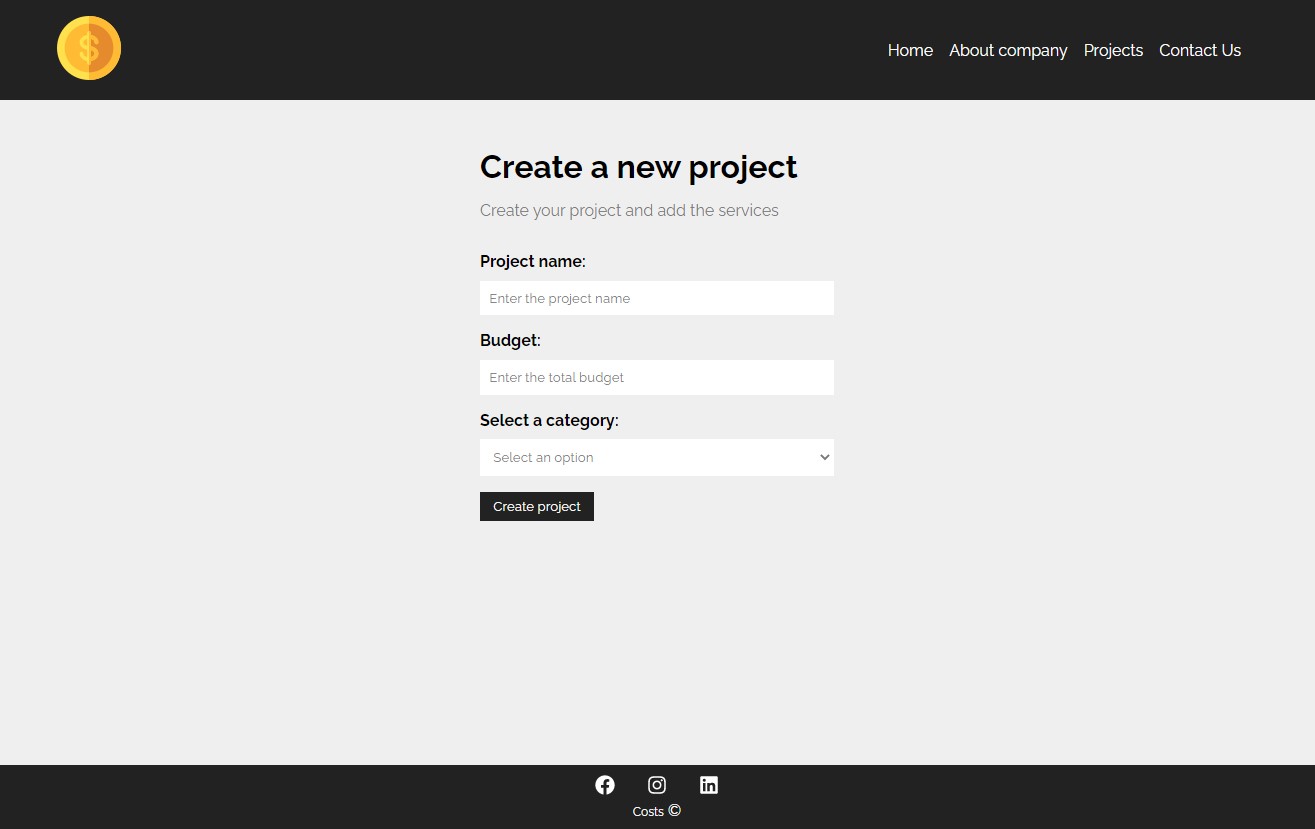 $
Home About company Projects Contact Us
Create a new project
Create your project and add the services
Project name:
Enter the project name
Budget:
Enter the total budget
Select a category:
Select an option
Create project
Costs ©